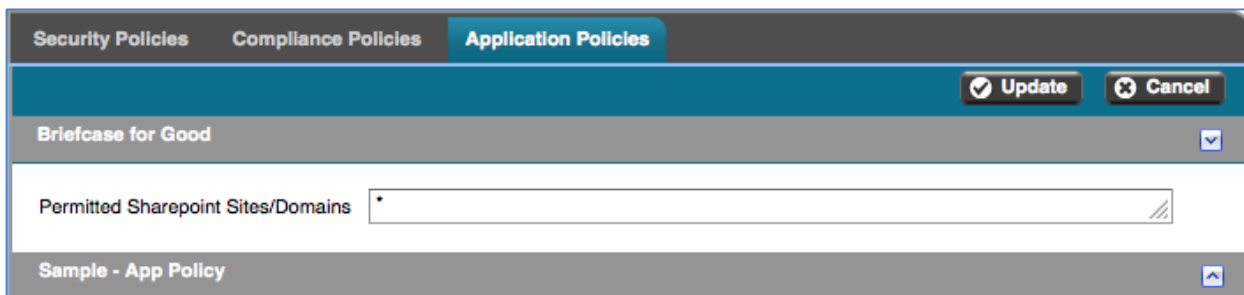 Security Policies Compliance Policies Application Policies
Update Cancel
Briefcase for Good
Permitted Sharepoint Sites/Domains *
Sample - App Policy